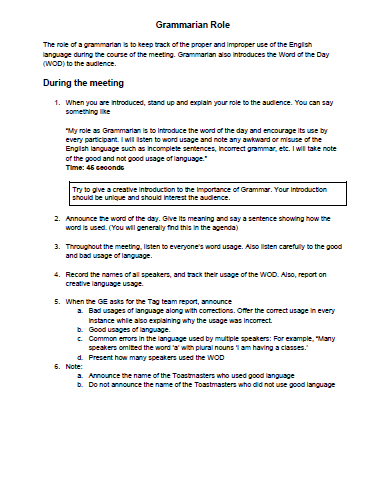 Grammarian Role
The role of a grammarian is to keep track of the proper and improper use of the English
language during the course of the meeting. Grammarian also introduces the Word of the Day
(WOD) to the audience.
During the meeting
1. When you are introduced, stand up and explain your role to the audience. You can say
something like
"My role as Grammarian is to introduce the word of the day and encourage its use by
every participant. I will listen to word usage and note any awkward or misuse of the
English language such as incomplete sentences, incorrect grammar, etc. I will take note
of the good and not good usage of language."
Time: 45 seconds
Try to give a creative introduction to the importance of Grammar. Your introduction
should be unique and should interest the audience.
2. Announce the word of the day. Give its meaning and say a sentence showing how the
word is used. (You will generally find this in the agenda)
3. Throughout the meeting, listen to everyone's word usage. Also listen carefully to the good
and bad usage of language.
4. Record the names of all speakers, and track their usage of the WOD. Also, report on
creative language usage.
5. When the GE asks for the Tag team report, announce
a. Bad usages of language along with corrections. Offer the correct usage in every
instance while also explaining why the usage was incorrect.
b. Good usages of language.
c. Common errors in the language used by multiple speakers: For example, "Many
speakers omitted the word 'a' with plural nouns 'I am having a classes.'
d. Present how many speakers used the WOD
6. Note:
a. Announce the name of the Toastmasters who used good language
b. Do not announce the name of the Toastmasters who did not use good language